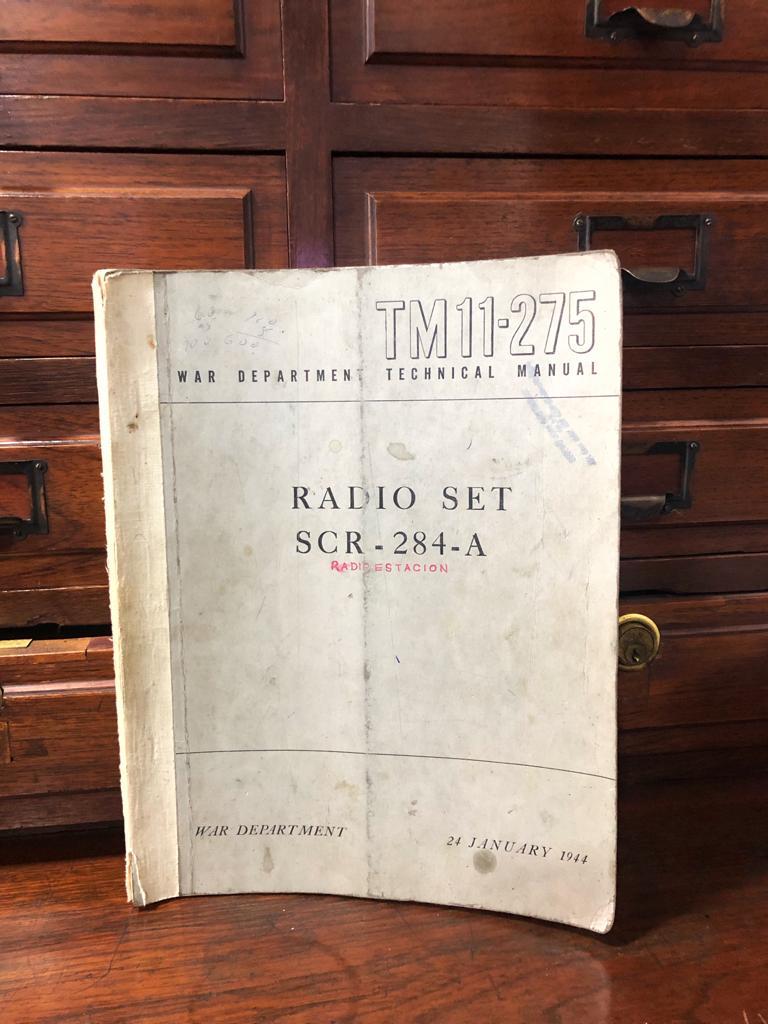 TM11-275
WAR DEPARTMENT TECHNICAL MANUAL
RADIO SET
SCR-284-A
RADIO ESTACION
WAR DEPARTMENT
24 JANUARY 1944